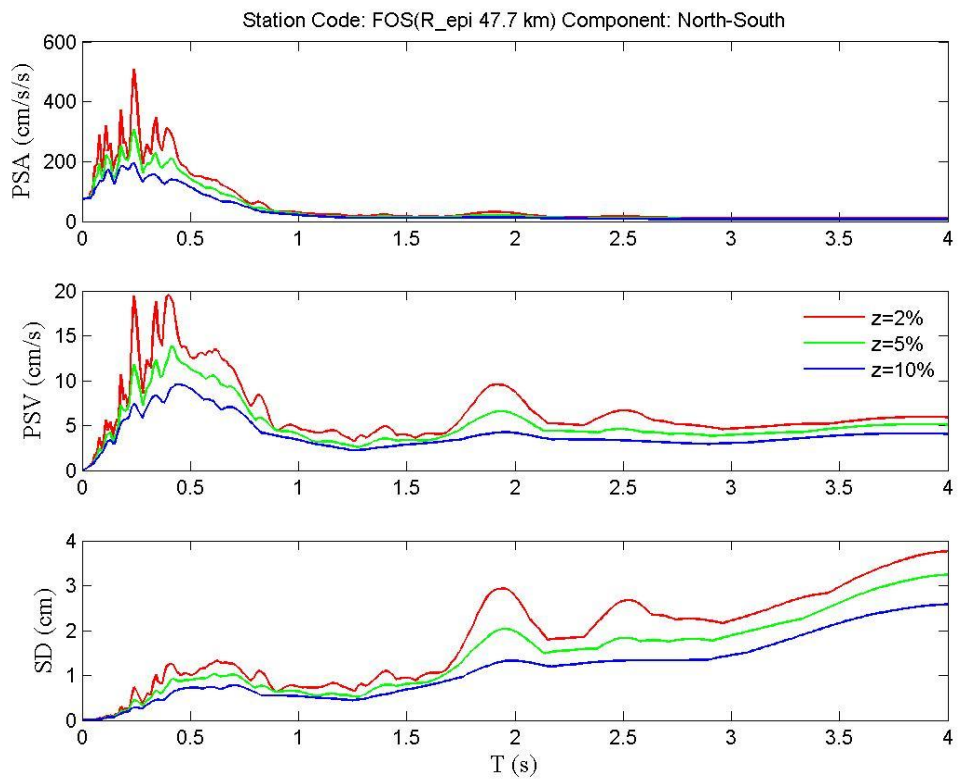 Station Code: FOS(R_epi 47.7 km) Component: North-South
600
400
200
0
PSA (cm/s/s)
0 0.5 1 1.5 2 2.5 3 3.5 4
20
15
10
5
0
PSV (cm/s)
z=2%
z=5%
z=10%
0 0.5 1 1.5 2 2.5 3 3.5 4
4
3
2
1
0
SD (cm)
0 0.5 1 1.5 2 2.5 3 3.5 4
T (s)